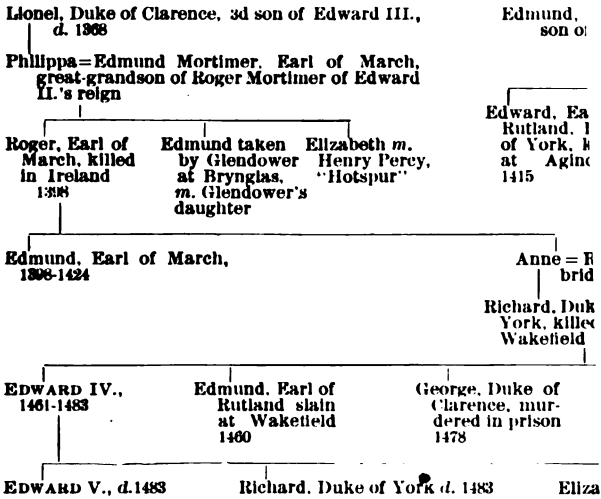 Lionel, Duke of Clarence, 3d son of Edward III.,
d. 1368
Edmund,
son of
Philippa=Edmund Mortimer, Earl of March,
great-grandson of Roger Mortimer of Edward
II.'s reign
Edward, Ea
Rutland,
of York, k
at Aginc
1415
Roger, Earl of
March, killed
in Ireland
1398
Edmund taken
by Glendower
at Brynglas,
m. Glendower's
daughter
Elizabeth m.
Henry Percy,
"Hotspur"
Edmund, Earl of March,
1398-1424
Anne = R
brid
Richard, Duk
York, killed
Wakefield
EDWARD IV.,
1461-1483
Edmund, Earl of
Rutland slain
at Wakefield
1460
George, Duke of
Clarence, mur-
dered in prison
1478
EDWARD V., d.1483
Richard, Duke of York d. 1483
Eliza